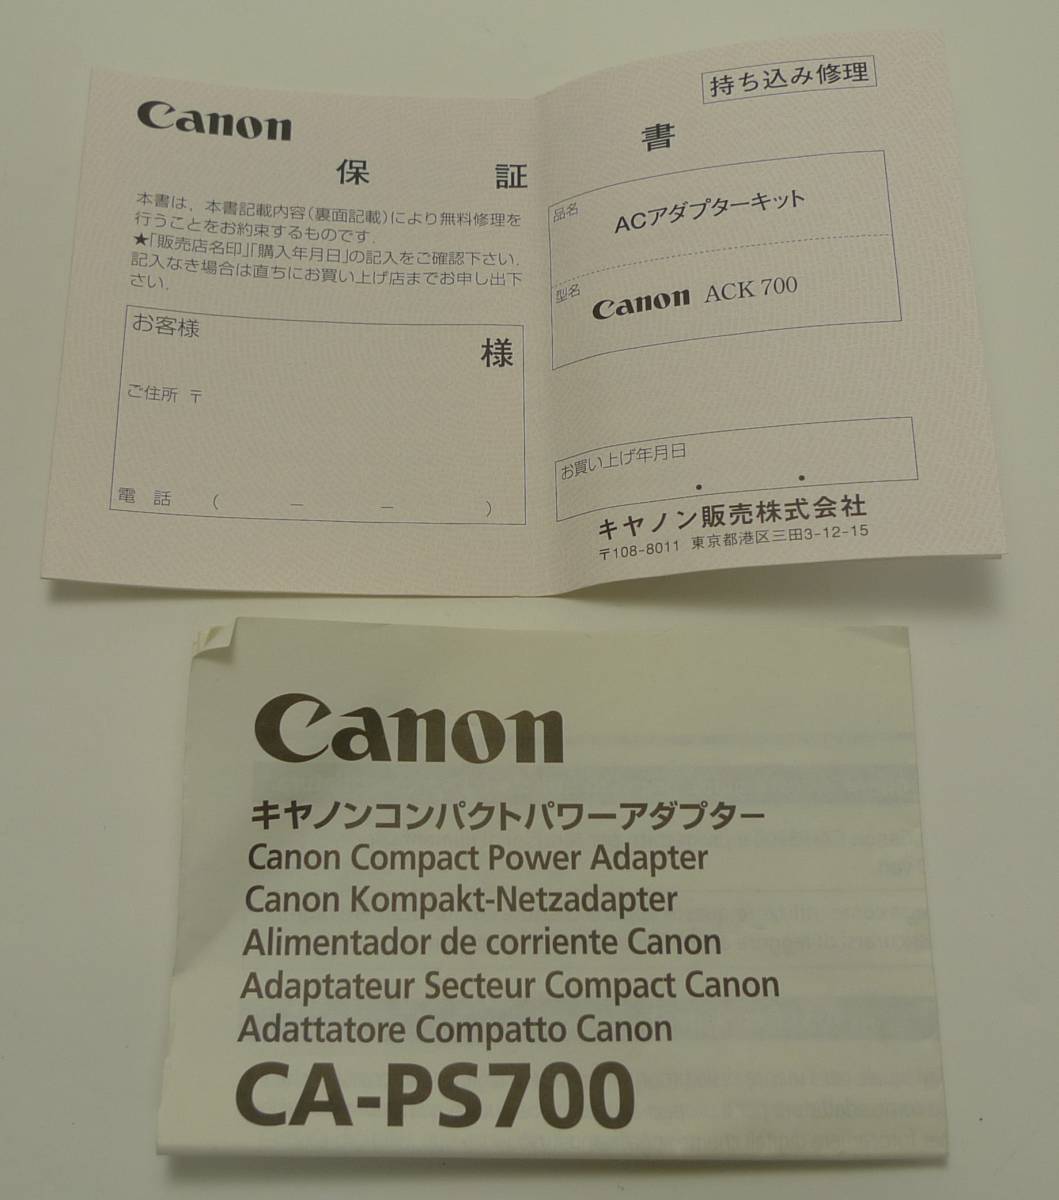 Canon
持ち込み修理
保証書
本書は、本書記載内容(裏面記載)により無料修理を
行うことをお約束するものです.
★「販売店名印」「購入年月日」の記入をご確認下さい.
記入なき場合は直ちにお買い上げ店までお申し出下
さい.
お客様
様
ご住所 〒
電 話 ( − − )
品名 ACアダプターキット
型名 Canon ACK 700
お買い上げ年月日
・ ・
キヤノン販売株式会社
〒108-8011 東京都港区三田3-12-15
Canon
キヤノンコンパクトパワーアダプター
Canon Compact Power Adapter
Canon Kompakt-Netzadapter
Alimentador de corriente Canon
Adaptateur Secteur Compact Canon
Adattatore Compatto Canon
CA-PS700